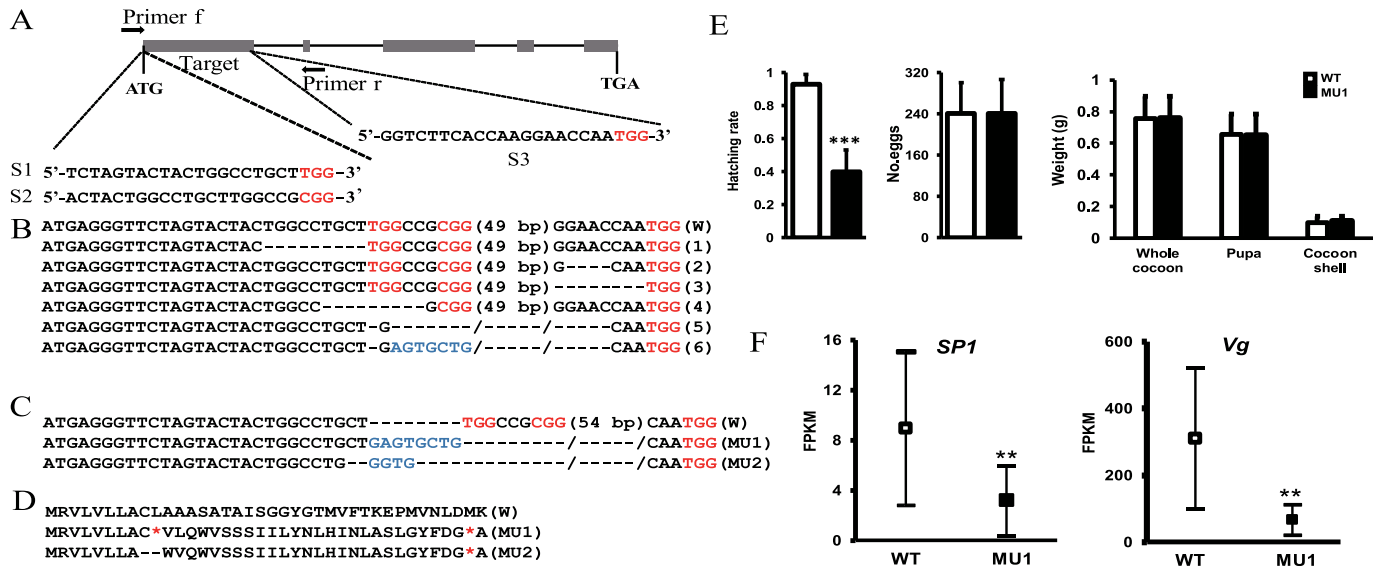 A
Primer f
Target
Primer r
ATG
TGA
5'-GGTCTTCACCAAGGAACCAATGG-3'
S3
S1 5'-TCTAGTACTACTGGCCTGCTTGG-3'
S2 5'-ACTACTGGCCTGCTTGGCCGCGG-3'
B
ATGAGGGTTCTAGTACTACTGGCCTGCTTGGCCGCGG(49 bp)GGAACCAATGG(W)
ATGAGGGTTCTAGTACTACTAC----------TGGCCGCGG(49 bp)GGAACCAATGG(1)
ATGAGGGTTCTAGTACTACTGGCCTGCTTGGCCGCGG(49 bp)G----CAATGG(2)
ATGAGGGTTCTAGTACTACTGGCCTGCTTGGCCGCGG(49 bp)--------TGG(3)
ATGAGGGTTCTAGTACTACTGGCC---------GCGG(49 bp)GGAACCAATGG(4)
ATGAGGGTTCTAGTACTACTGGCCTGCT-G-------/-----/-----CAATGG(5)
ATGAGGGTTCTAGTACTACTGGCCTGCT-GAGTGCTG/-----/-----CAATGG(6)
C
ATGAGGGTTCTAGTACTACTGGCCTGCT--------TGGCCGCGG(54 bp)CAATGG(W)
ATGAGGGTTCTAGTACTACTGGCCTGCTGAGTGCTG---------/-----/CAATGG(MU1)
ATGAGGGTTCTAGTACTACTGGCCTG--GGTG-------------/-----/CAATGG(MU2)
D
MRVLVLLACLAAASATAISGGYGTMVFTKEPMVNLDMK(W)
MRVLVLLAC*VLQWVSSSIILYNLHINLASLGYFDG*A(MU1)
MRVLVLLA--WVQWVSSSIILYNLHINLASLGYFDG*A(MU2)
E
Hatching rate
1
0.8
0.6
0.4
0.2
0
***
No.eggs
320
240
160
80
0
Weight (g)
1
0.8
0.6
0.4
0.2
0
WT
MU1
Whole cocoon
Pupa
Cocoon shell
F
SP1
FPKM
16
12
8
4
0
**
WT MU1
Vg
FPKM
600
400
200
0
**
WT MU1